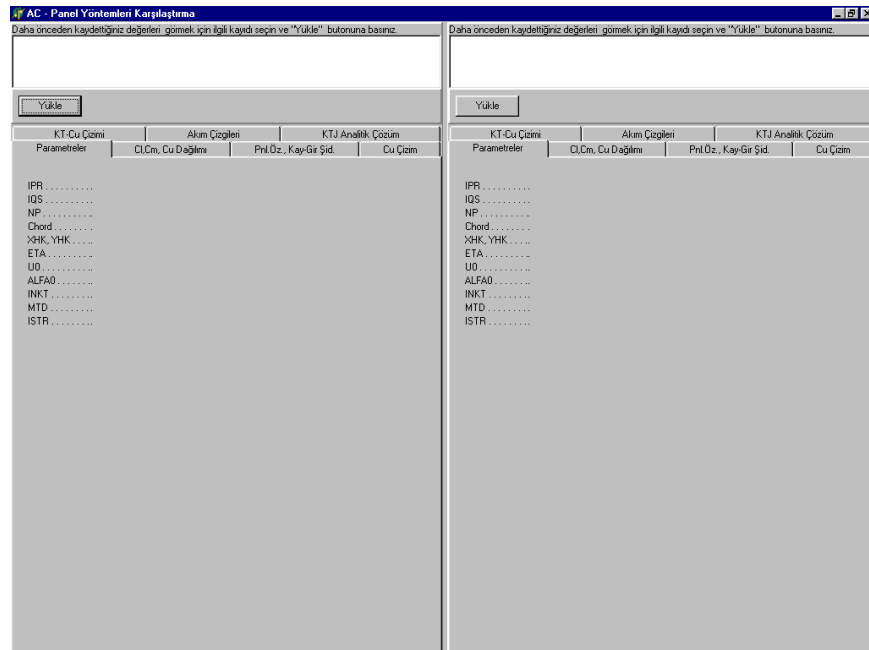 AC - Panel Yöntemleri Karşılaştırma
Daha önceden kaydettiğiniz değerleri görmek için ilgili kayıdı seçin ve "Yükle" butonuna basınız.
Yükle
KT-Cu Çizimi Akım Çizgileri KTJ Analitik Çözüm
Parametreler Cl,Cm, Cu Dağılımı Pnl.Öz., Kay-Gir Şid. Cu Çizim
IPR . . . . . . . . . .
IQS . . . . . . . . . .
NP . . . . . . . . . ..
Chord . . . . . . . .
XHK, YHK . . . . ..
ETA . . . . . . . . ..
U0 . . . . . . . . . ..
ALFA0 . . . . . . ..
INKT . . . . . . . ..
MTD . . . . . . . . ..
ISTR . . . . . . . ..
Daha önceden kaydettiğiniz değerleri görmek için ilgili kayıdı seçin ve "Yükle" butonuna basınız.
Yükle
KT-Cu Çizimi Akım Çizgileri KTJ Analitik Çözüm
Parametreler Cl,Cm, Cu Dağılımı Pnl.Öz., Kay-Gir Şid. Cu Çizim
IPR . . . . . . . . . .
IQS . . . . . . . . . .
NP . . . . . . . . . ..
Chord . . . . . . . .
XHK, YHK . . . . ..
ETA . . . . . . . . ..
U0 . . . . . . . . . ..
ALFA0 . . . . . . ..
INKT . . . . . . . ..
MTD . . . . . . . . ..
ISTR . . . . . . . ..